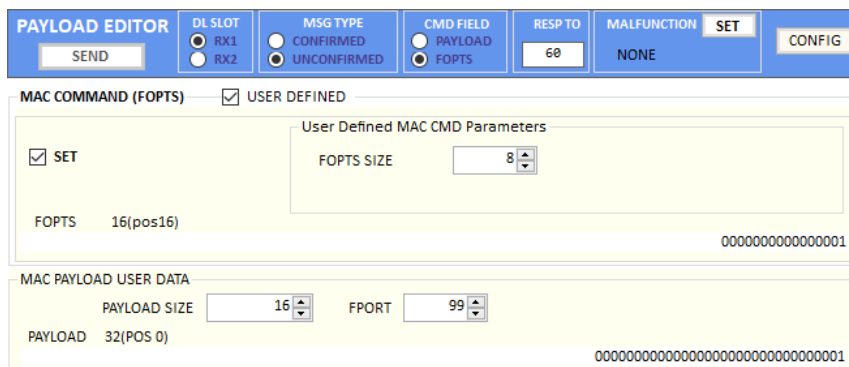 PAYLOAD EDITOR DL SLOT MSG TYPE CMD FIELD RESP TO MALFUNCTION SET CONFIG
RX1 CONFIRMED PAYLOAD
SEND RX2 UNCONFIRMED FOPTS 60 NONE
MAC COMMAND (FOPTS) USER DEFINED
User Defined MAC CMD Parameters
SET FOPTS SIZE 8
FOPTS 16(pos16)
0000000000000001
MAC PAYLOAD USER DATA
PAYLOAD SIZE 16 FPORT 99
PAYLOAD 32(POS 0)
00000000000000000000000000000001